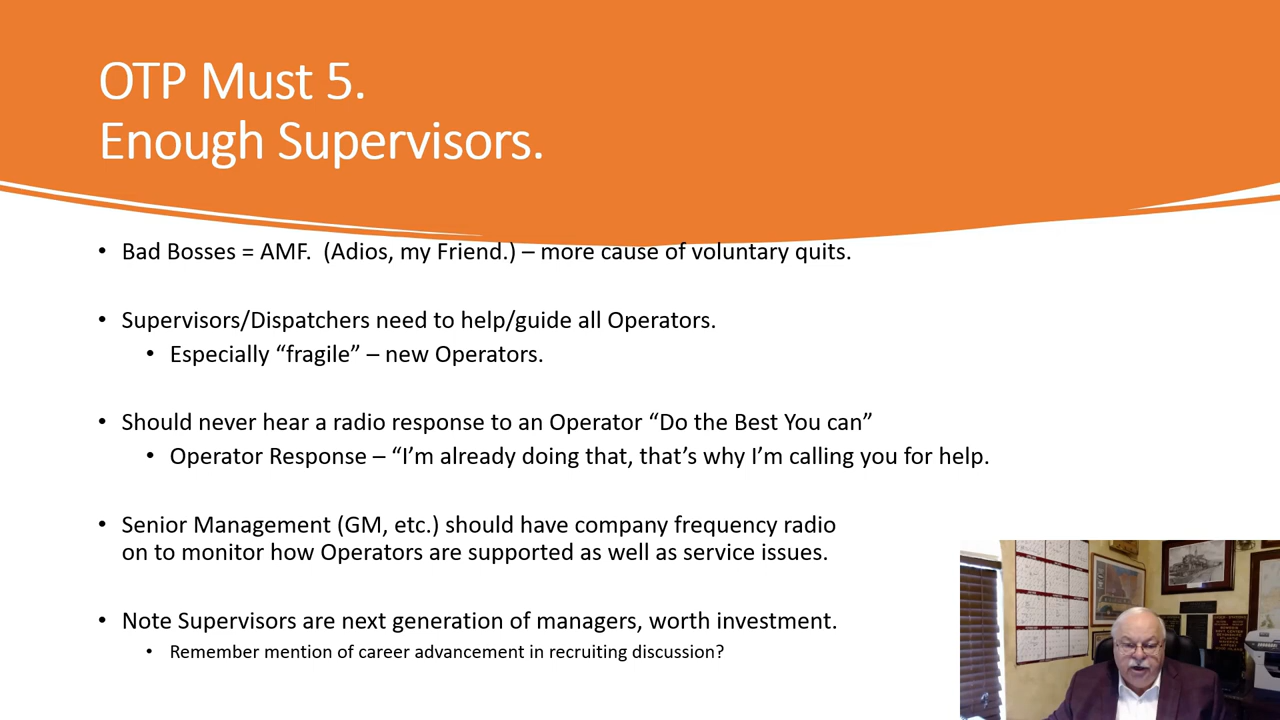 OTP Must 5.
Enough Supervisors.
• Bad Bosses = AMF.  (Adios, my Friend.) – more cause of voluntary quits.
• Supervisors/Dispatchers need to help/guide all Operators.
• Especially “fragile” – new Operators.
• Should never hear a radio response to an Operator “Do the Best You can”
• Operator Response – “I’m already doing that, that’s why I’m calling you for help.
• Senior Management (GM, etc.) should have company frequency radio
on to monitor how Operators are supported as well as service issues.
• Note Supervisors are next generation of managers, worth investment.
• Remember mention of career advancement in recruiting discussion?